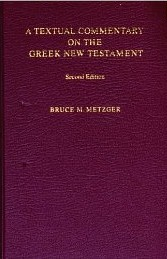 A TEXTUAL COMMENTARY
ON THE
GREEK NEW TESTAMENT
Second Edition
BRUCE M. METZGER